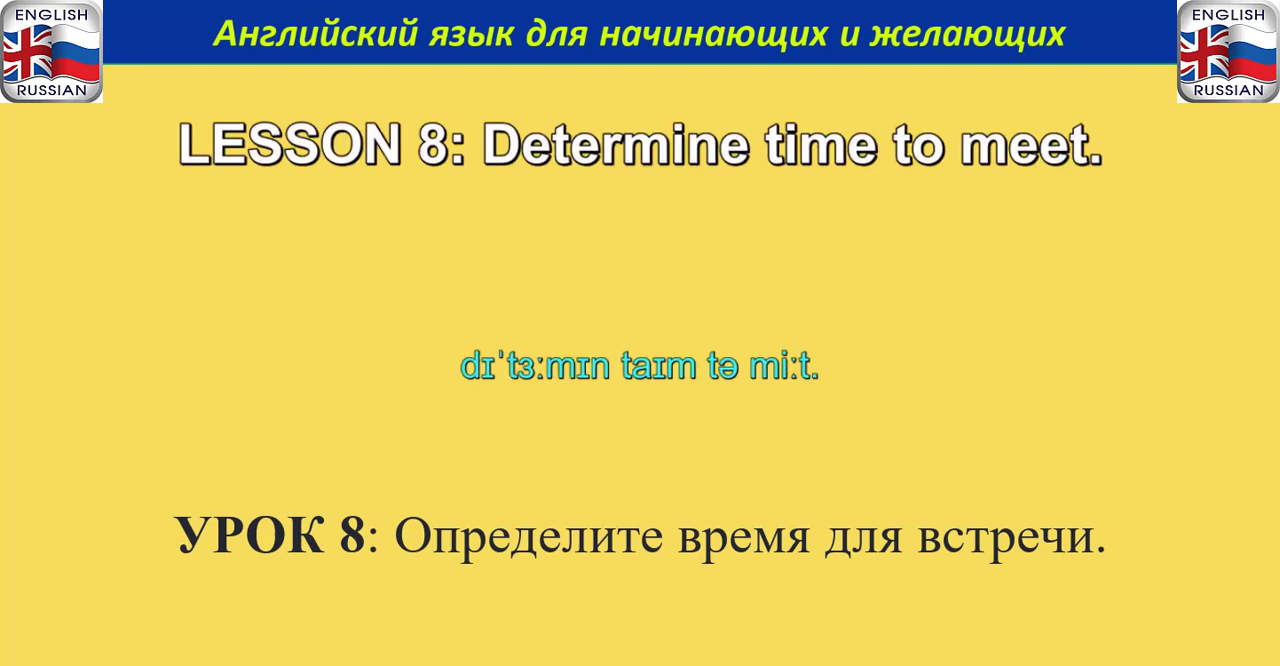 ENGLISH
RUSSIAN
Английский язык для начинающих и желающих
ENGLISH
RUSSIAN
LESSON 8: Determine time to meet.
dɪˈtɜːmɪn taɪm tə miːt.
УРОК 8: Определите время для встречи.